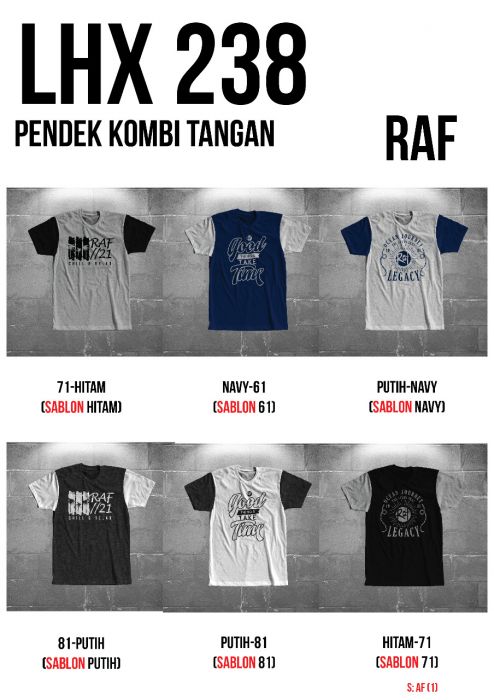 LHX 238
PENDEK KOMBI TANGAN
RAF
RAF
//21
CHILL & RELAX
Good
THINGS
TAKE
Time
OCEAN JOURNEY
LEGACY
71-HITAM
(SABLON HITAM)
NAVY-61
(SABLON 61)
PUTIH-NAVY
(SABLON NAVY)
RAF
//21
CHILL & RELAX
Good
THINGS
TAKE
Time
OCEAN JOURNEY
LEGACY
81-PUTIH
(SABLON PUTIH)
PUTIH-81
(SABLON 81)
HITAM-71
(SABLON 71)
S: AF (1)